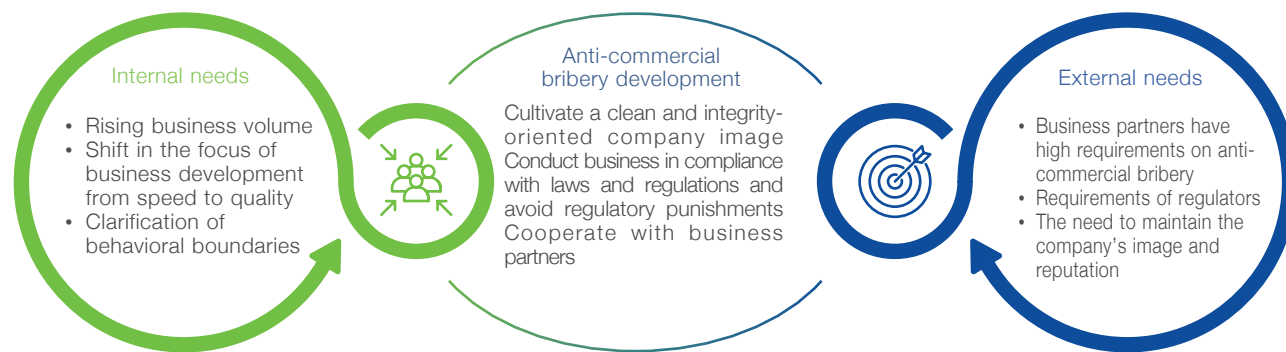 Internal needs
• Rising business volume
• Shift in the focus of
business development
from speed to quality
• Clarification of
behavioral boundaries
Anti-commercial
bribery development
Cultivate a clean and integrity-
oriented company image
Conduct business in compliance
with laws and regulations and
avoid regulatory punishments
Cooperate with business
partners
External needs
• Business partners have
high requirements on anti-
commercial bribery
• Requirements of regulators
• The need to maintain the
company's image and
reputation